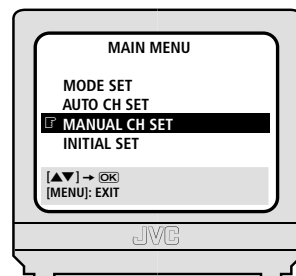 MAIN MENU
MODE SET
AUTO CH SET
☞ MANUAL CH SET
INITIAL SET
[▲▼] → OK
[MENU]: EXIT
JVC